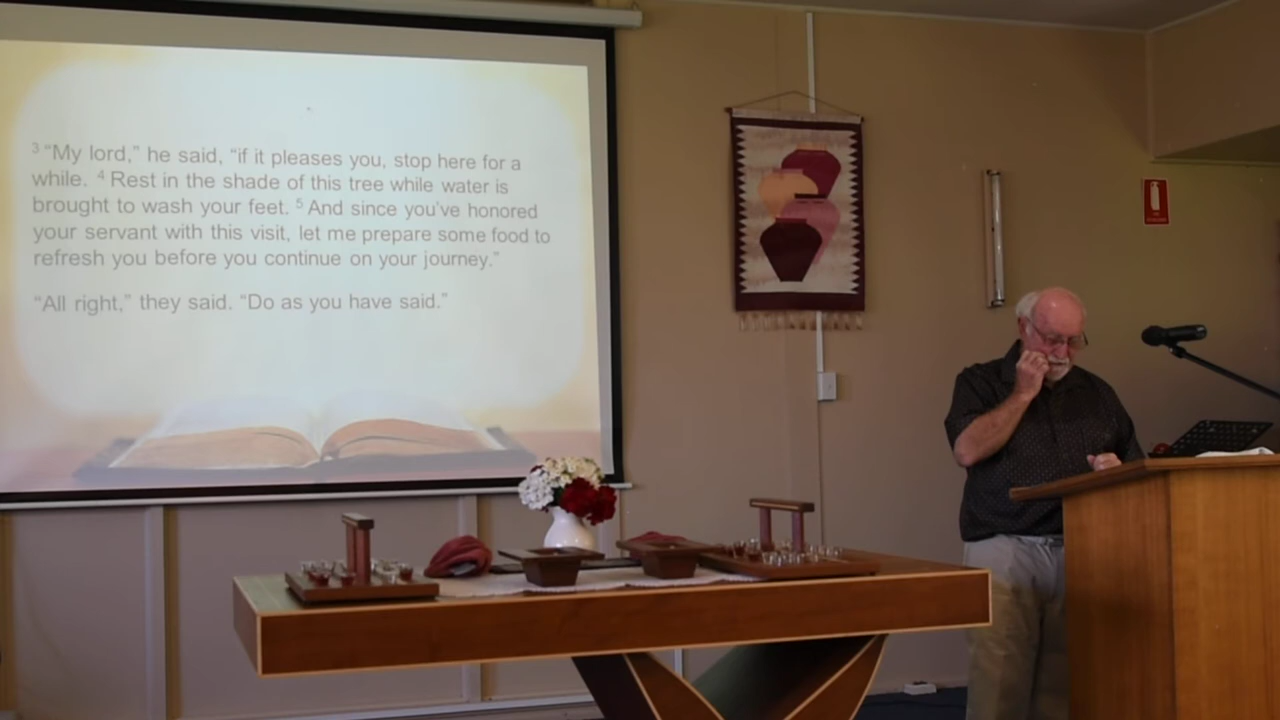 3 “My lord,” he said, “if it pleases you, stop here for a
while. 4 Rest in the shade of this tree while water is
brought to wash your feet. 5 And since you’ve honored
your servant with this visit, let me prepare some food to
refresh you before you continue on your journey.”
“All right,” they said. “Do as you have said.”